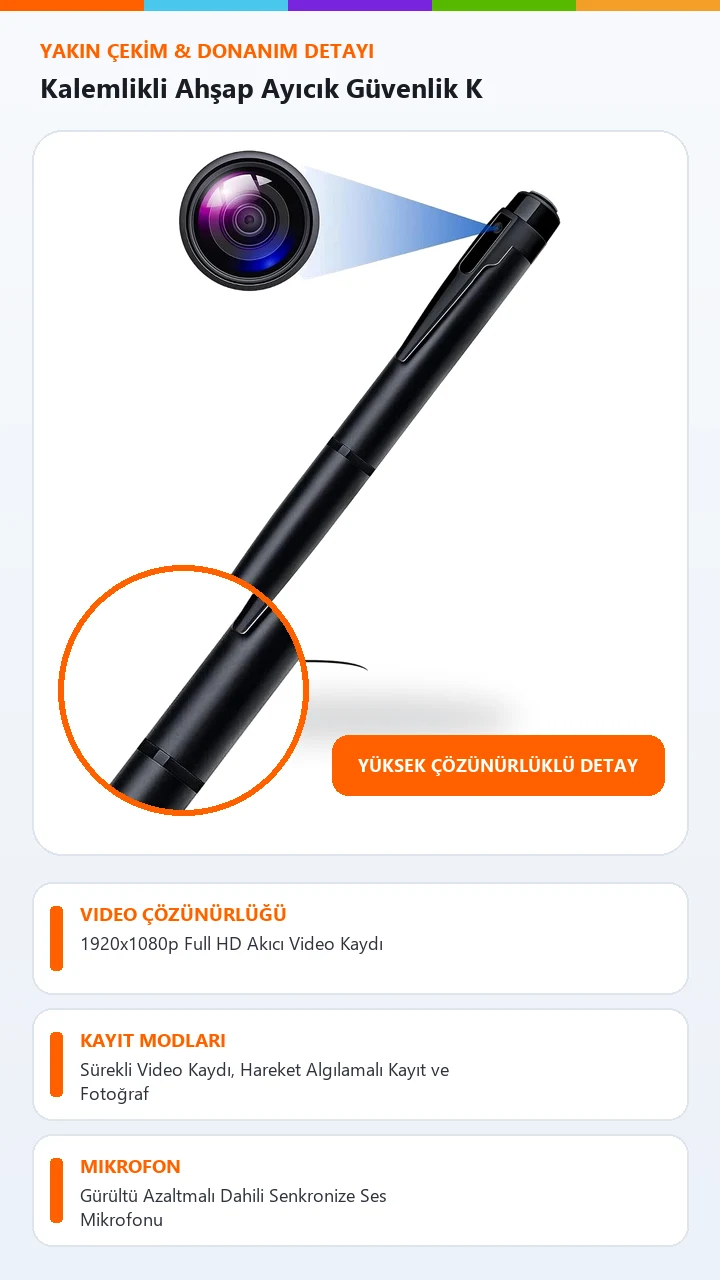 YAKIN ÇEKİM & DONANIM DETAYI
Kalemlikli Ahşap Ayıcık Güvenlik K
YÜKSEK ÇÖZÜNÜRLÜKLÜ DETAY
VIDEO ÇÖZÜNÜRLÜĞÜ
1920x1080p Full HD Akıcı Video Kaydı
KAYIT MODLARI
Sürekli Video Kaydı, Hareket Algılamalı Kayıt ve
Fotoğraf
MIKROFON
Gürültü Azaltmalı Dahili Senkronize Ses
Mikrofonu